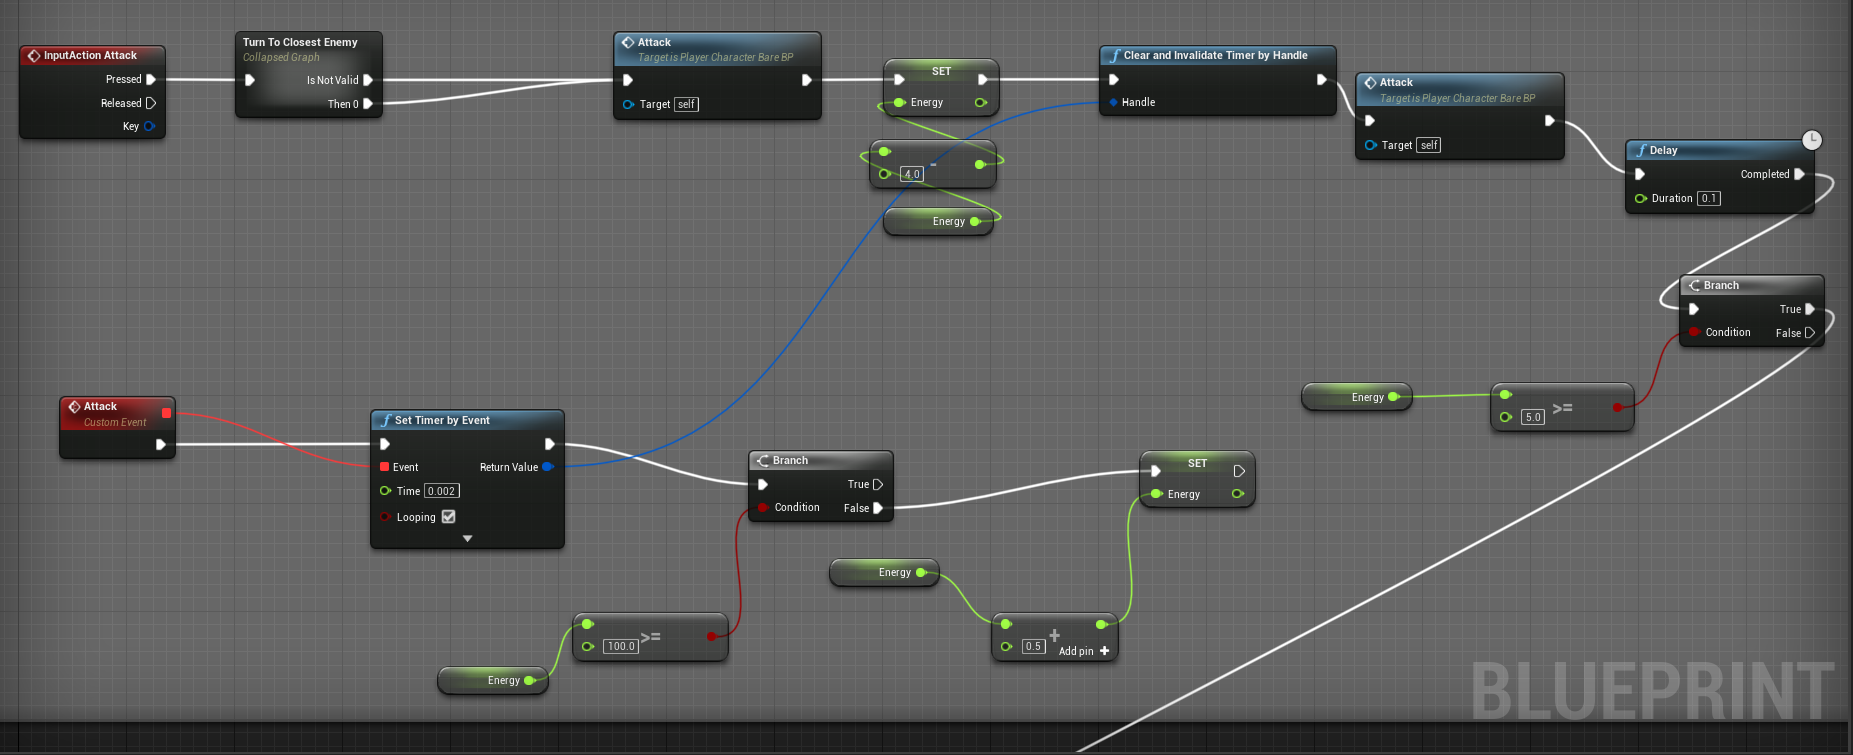 InputAction Attack
Pressed
Released
Key
Turn To Closest Enemy
Collapsed Graph
Is Not Valid
Then 0
Attack
Target is Player Character Bare BP
Target self
SET
Energy
-
4.0
Energy
f Clear and Invalidate Timer by Handle
Handle
Attack
Target is Player Character Bare BP
Target self
f Delay
Completed
Duration 0.1
Branch
True
Condition False
Energy
>=
5.0
Attack
Custom Event
f Set Timer by Event
Event Return Value
Time 0.002
Looping
Branch
True
Condition False
SET
Energy
Energy
>=
100.0
Energy
+
0.5
Add pin +
BLUEPRINT